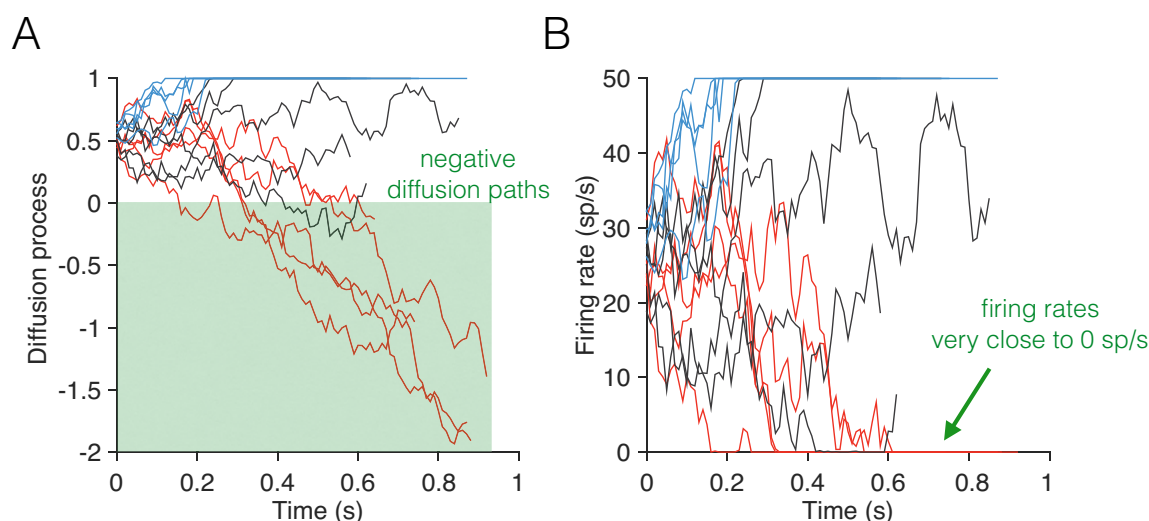 A
B
1
0.5
0
-0.5
-1
-1.5
-2
Diffusion process
negative
diffusion paths
0
0.2
0.4
0.6
0.8
1
Time (s)
50
40
30
20
10
0
Firing rate (sp/s)
firing rates
very close to 0 sp/s
0
0.2
0.4
0.6
0.8
1
Time (s)